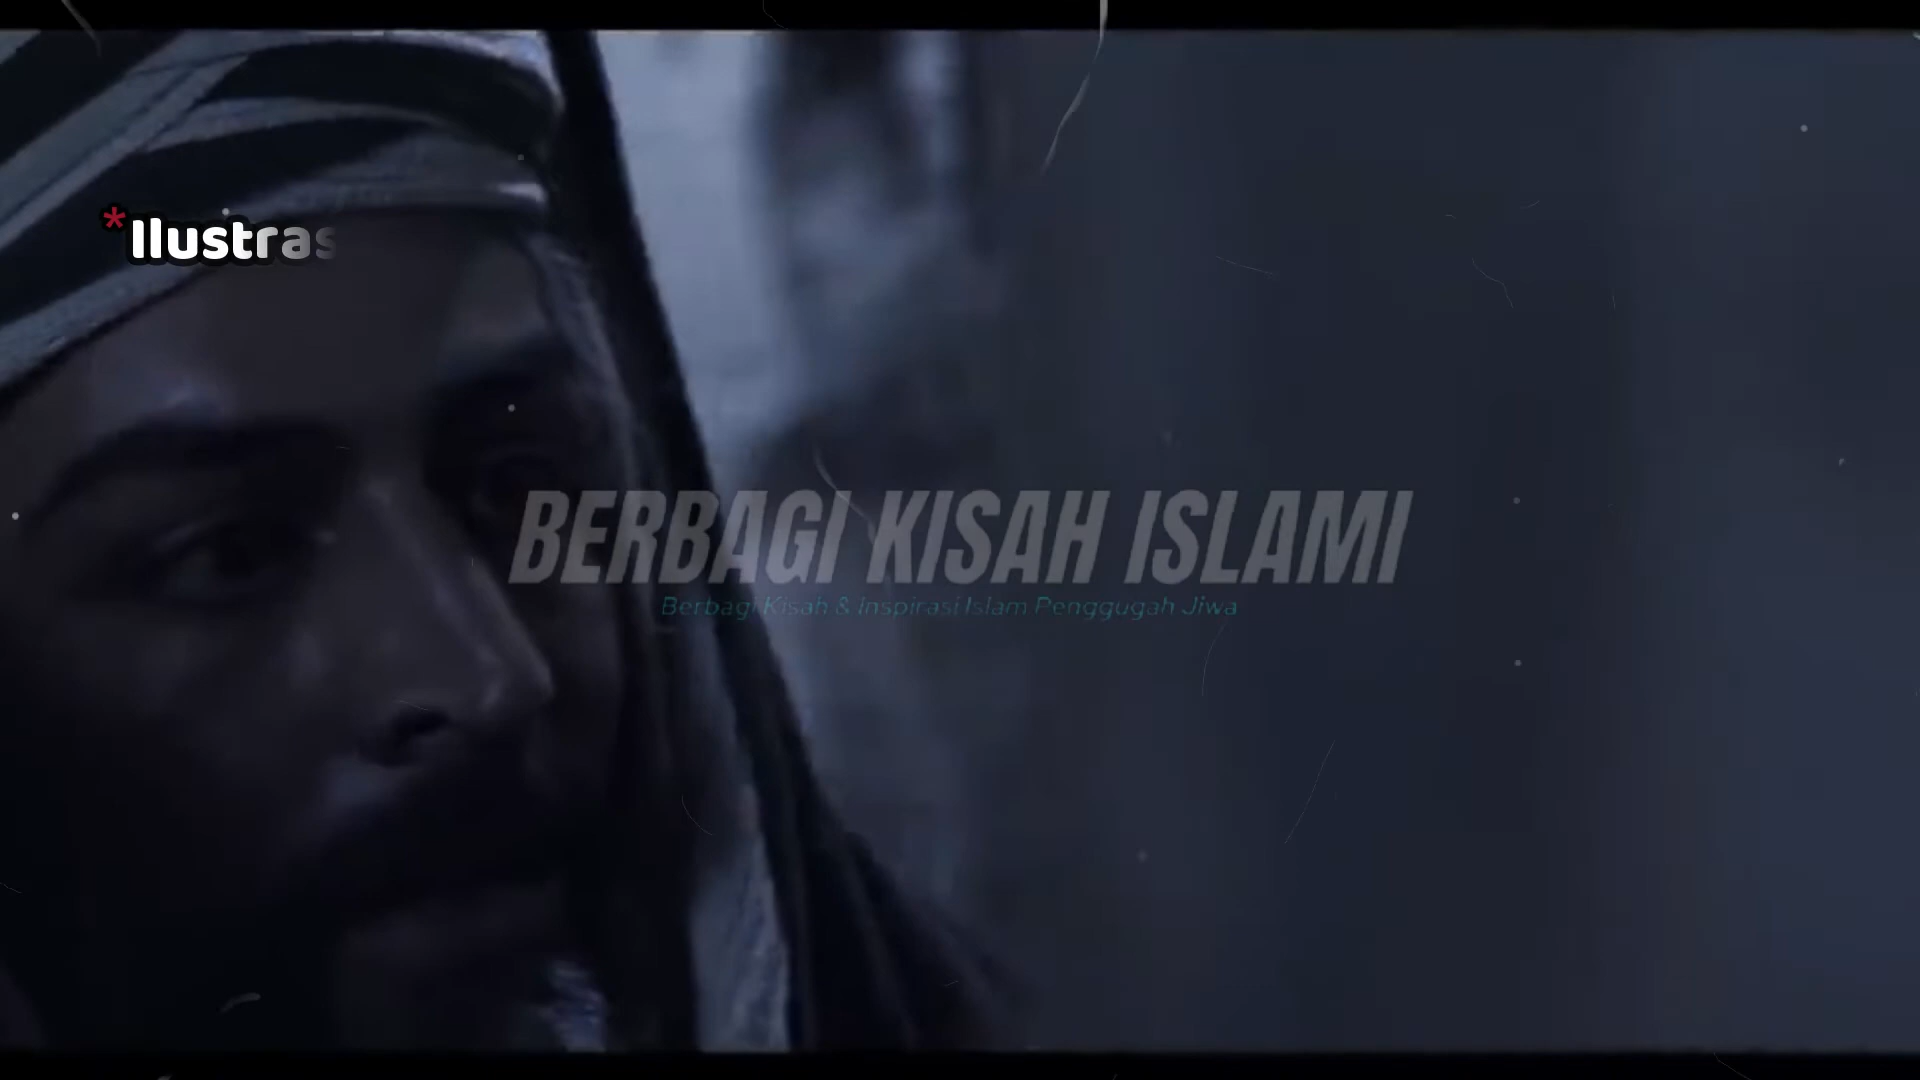 *Ilustras
BERBAGI KISAH ISLAMI
Berbagi Kisah & Inspirasi Islam Penggugah Jiwa